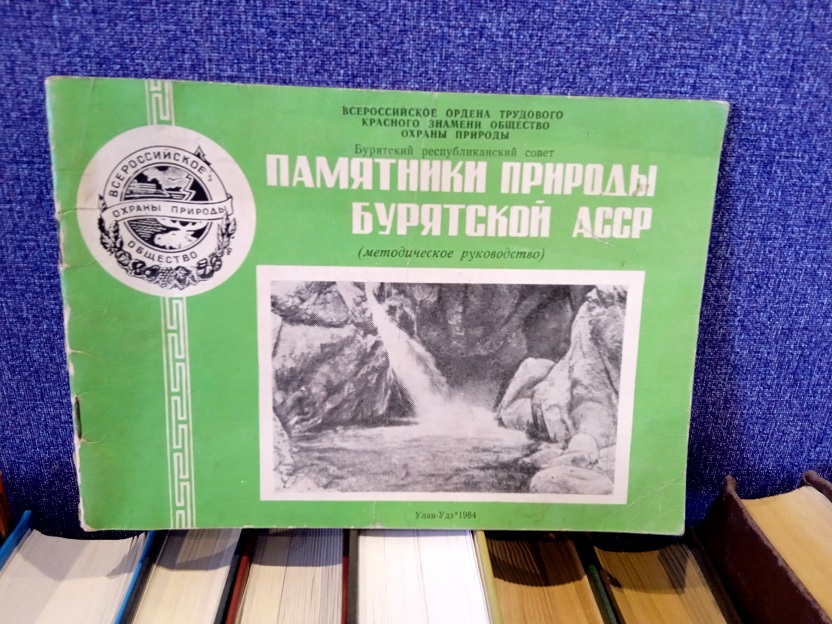 ВСЕРОССИЙСКОЕ ОРДЕНА ТРУДОВОГО
КРАСНОГО ЗНАМЕНИ ОБЩЕСТВО
ОХРАНЫ ПРИРОДЫ
Бурятский республиканский совет
ПАМЯТНИКИ ПРИРОДЫ
БУРЯТСКОЙ АССР
(методическое руководство)
ВСЕРОССИЙСКОЕ
ОХРАНЫ ПРИРОДЫ
ОБЩЕСТВО
Улан-Удэ*1984